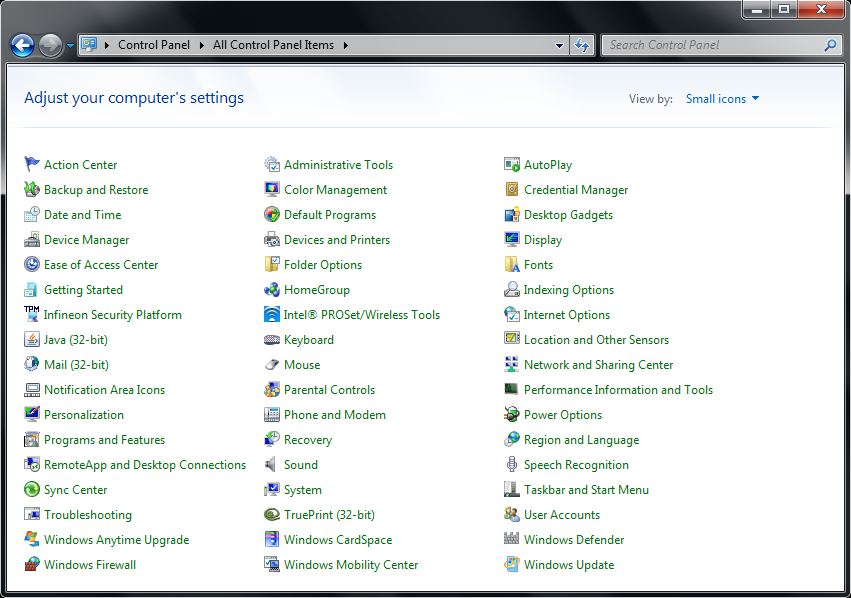 Control Panel All Control Panel Items Search Control Panel
Adjust your computer's settings View by: Small icons
Action Center Administrative Tools AutoPlay
Backup and Restore Color Management Credential Manager
Date and Time Default Programs Desktop Gadgets
Device Manager Devices and Printers Display
Ease of Access Center Folder Options Fonts
Getting Started HomeGroup Indexing Options
TPM Infineon Security Platform Intel® PROSet/Wireless Tools Internet Options
Java (32-bit) Keyboard Location and Other Sensors
Mail (32-bit) Mouse Network and Sharing Center
Notification Area Icons Parental Controls Performance Information and Tools
Personalization Phone and Modem Power Options
Programs and Features Recovery Region and Language
RemoteApp and Desktop Connections Sound Speech Recognition
Sync Center System Taskbar and Start Menu
Troubleshooting TruePrint (32-bit) User Accounts
Windows Anytime Upgrade Windows CardSpace Windows Defender
Windows Firewall Windows Mobility Center Windows Update